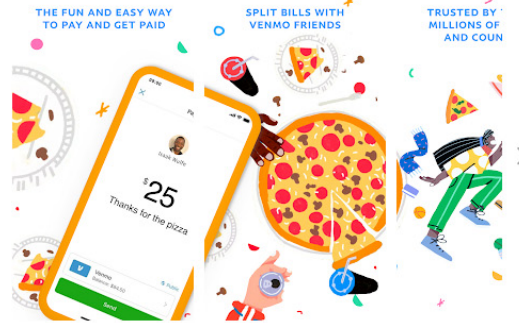 THE FUN AND EASY WAY
TO PAY AND GET PAID
SPLIT BILLS WITH
VENMO FRIENDS
TRUSTED BY
MILLIONS OF
AND COUN
$25
Thanks for the pizza
Venmo
Public
Send